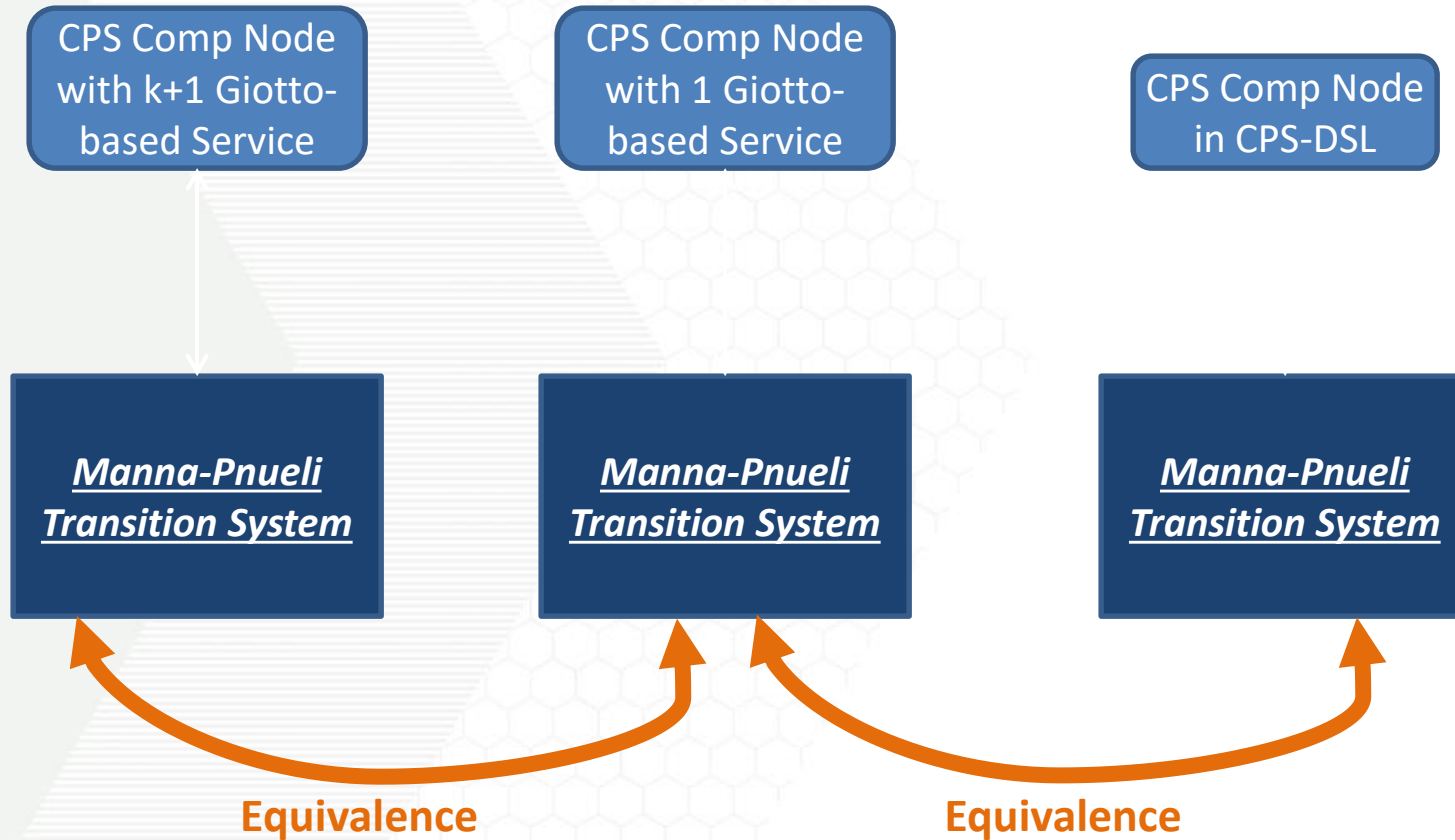 CPS Comp Node
with k+1 Giotto-
based Service
CPS Comp Node
with 1 Giotto-
based Service
CPS Comp Node
in CPS-DSL
Manna-Pnueli
Transition System
Manna-Pnueli
Transition System
Manna-Pnueli
Transition System
Equivalence
Equivalence